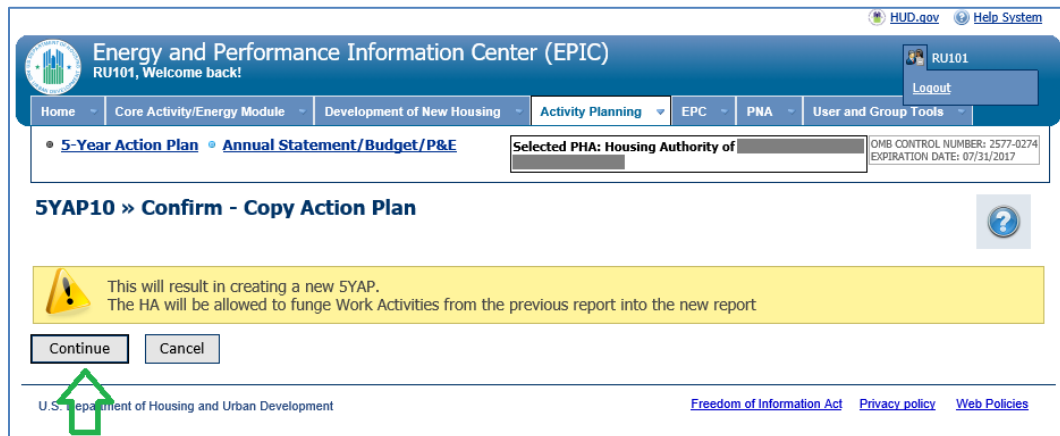 HUD.gov Help System
Energy and Performance Information Center (EPIC)
RU101, Welcome back!
RU101
Logout
Home Core Activity/Energy Module Development of New Housing Activity Planning EPC PNA User and Group Tools
5-Year Action Plan Annual Statement/Budget/P&E
Selected PHA: Housing Authority of
OMB CONTROL NUMBER: 2577-0274
EXPIRATION DATE: 07/31/2017
5YAP10 » Confirm - Copy Action Plan
This will result in creating a new 5YAP.
The HA will be allowed to funge Work Activities from the previous report into the new report
Continue Cancel
U.S. Department of Housing and Urban Development Freedom of Information Act Privacy policy Web Policies